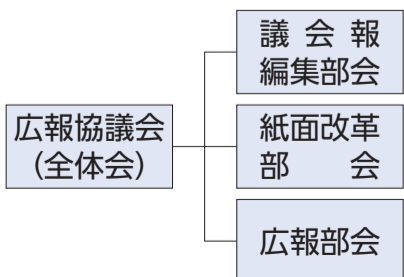 広報協議会
(全体会)
議会報
編集部会
紙面改革
部会
広報部会